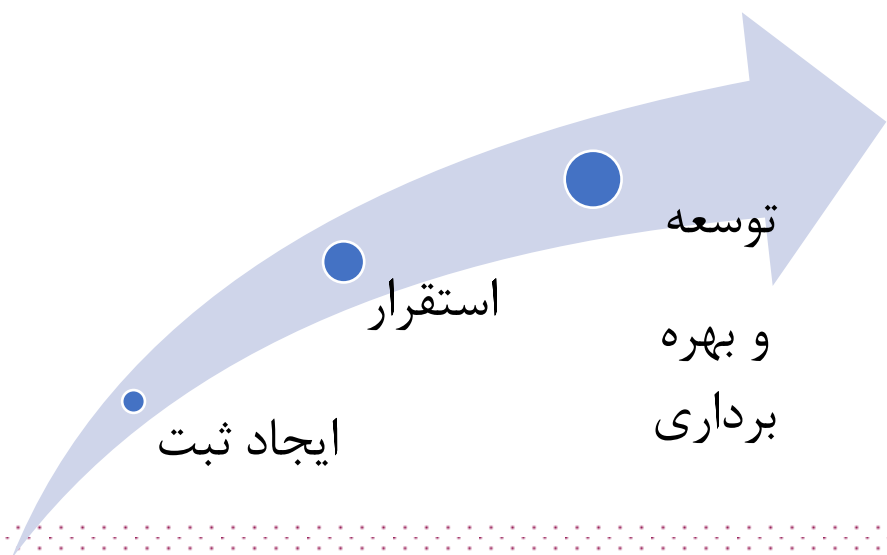 ایجاد ثبت
استقرار
توسعه
و بهره
برداری